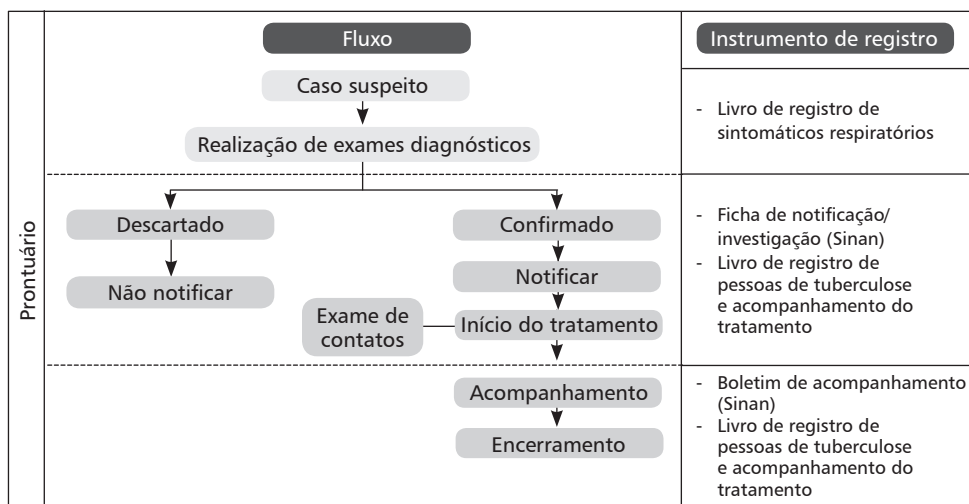 Prontuário
Fluxo
Caso suspeito
Realização de exames diagnósticos
Descartado
Não notificar
Confirmado
Notificar
Exame de
contatos
Início do tratamento
Acompanhamento
Encerramento
Instrumento de registro
- Livro de registro de
sintomáticos respiratórios
- Ficha de notificação/
investigação (Sinan)
- Livro de registro de
pessoas de tuberculose
e acompanhamento do
tratamento
- Boletim de acompanhamento
(Sinan)
- Livro de registro de
pessoas de tuberculose
e acompanhamento do
tratamento